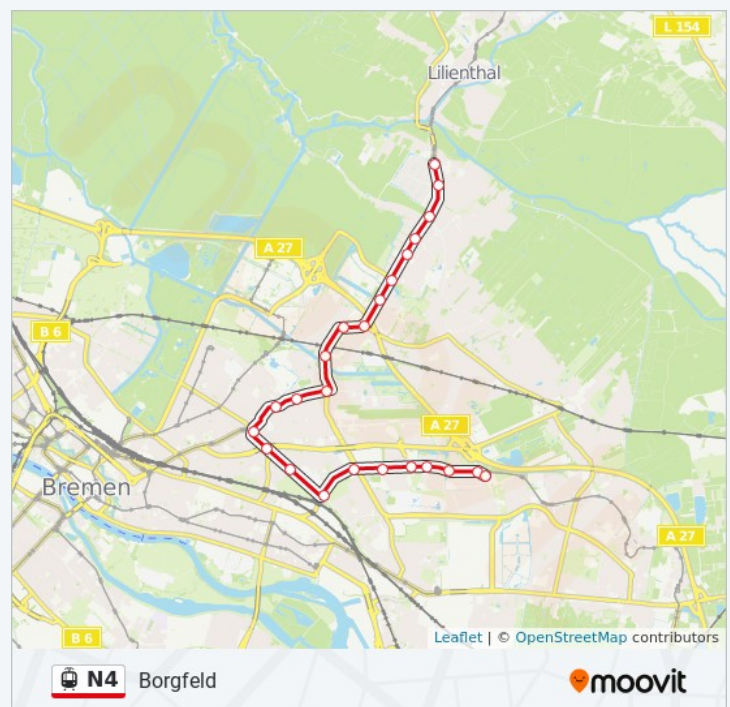 L 154
Lilienthal
A 27
B 6
A 27
Bremen
A 27
B 6
Leaflet | © OpenStreetMap contributors
N4 Borgfeld
moovit